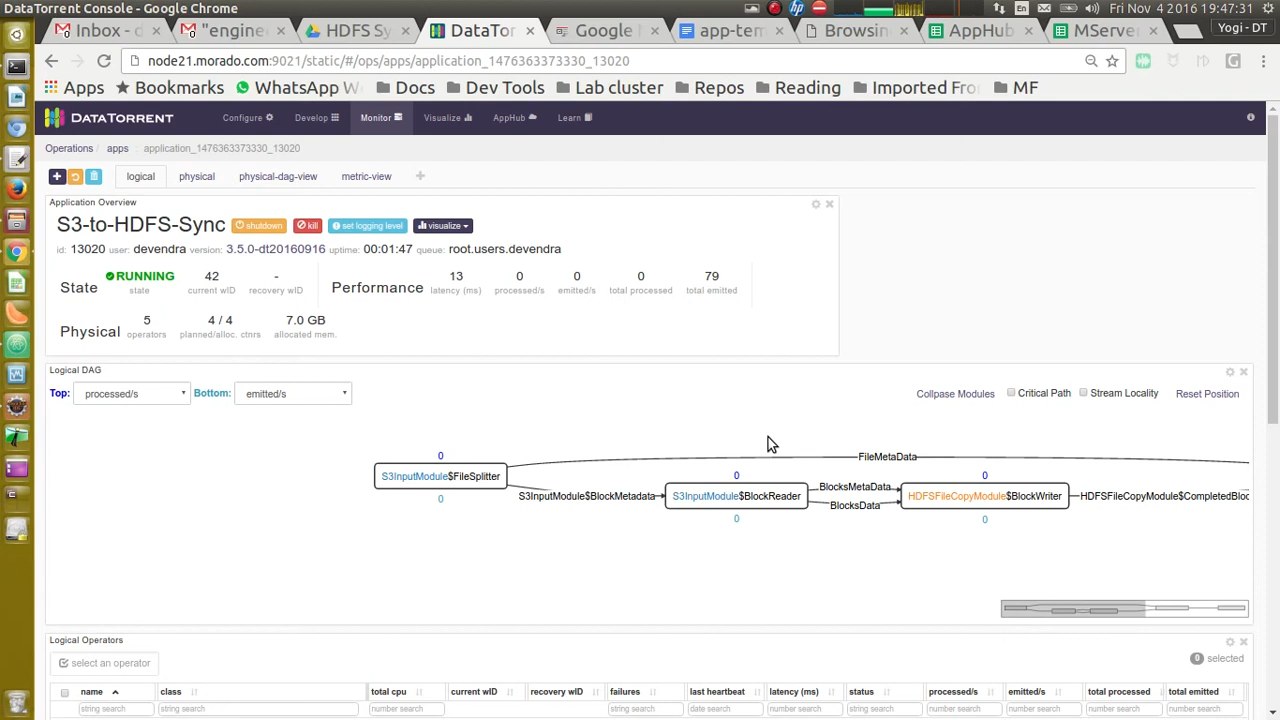 DataTorrent Console - Google Chrome
En
Fri Nov 4 2016 19:47:31
Inbox - d
"engine
HDFS Sy
DataTor
Google
app-tem
Browsin
AppHub
MServer
Yogi - DT
node21.morado.com:9021/static/#/ops/apps/application_1476363373330_13020
Apps Bookmarks WhatsApp W Docs Dev Tools Lab cluster Repos Reading Imported Fro MF
DATATORRENT Configure Develop Monitor Visualize AppHub Learn
Operations / apps / application_1476363373330_13020
logical physical physical-dag-view metric-view
Application Overview
S3-to-HDFS-Sync shutdown kill set logging level visualize
id: 13020 user: devendra version: 3.5.0-dt20160916 uptime: 00:01:47 queue: root.users.devendra
State RUNNING 42 - Performance 13 0 0 0 79
state current wID recovery wID latency (ms) processed/s emitted/s total processed total emitted
Physical 5 4 / 4 7.0 GB
operators planned/alloc. ctnrs allocated mem.
Logical DAG
Top: processed/s Bottom: emitted/s Collpase Modules Critical Path Stream Locality Reset Position
0
S3InputModule$FileSplitter
0
FileMetaData
S3InputModule$BlockMetadata
0
S3InputModule$BlockReader
0
BlocksMetaData
BlocksData
0
HDFSFileCopyModule$BlockWriter
0
HDFSFileCopyModule$CompletedBloc
Logical Operators
select an operator 0 selected
name class total cpu current wID recovery wID failures last heartbeat latency (ms) status processed/s emitted/s total processed total emitted
string search string search number search string search date search number search string search number search number search number search number search